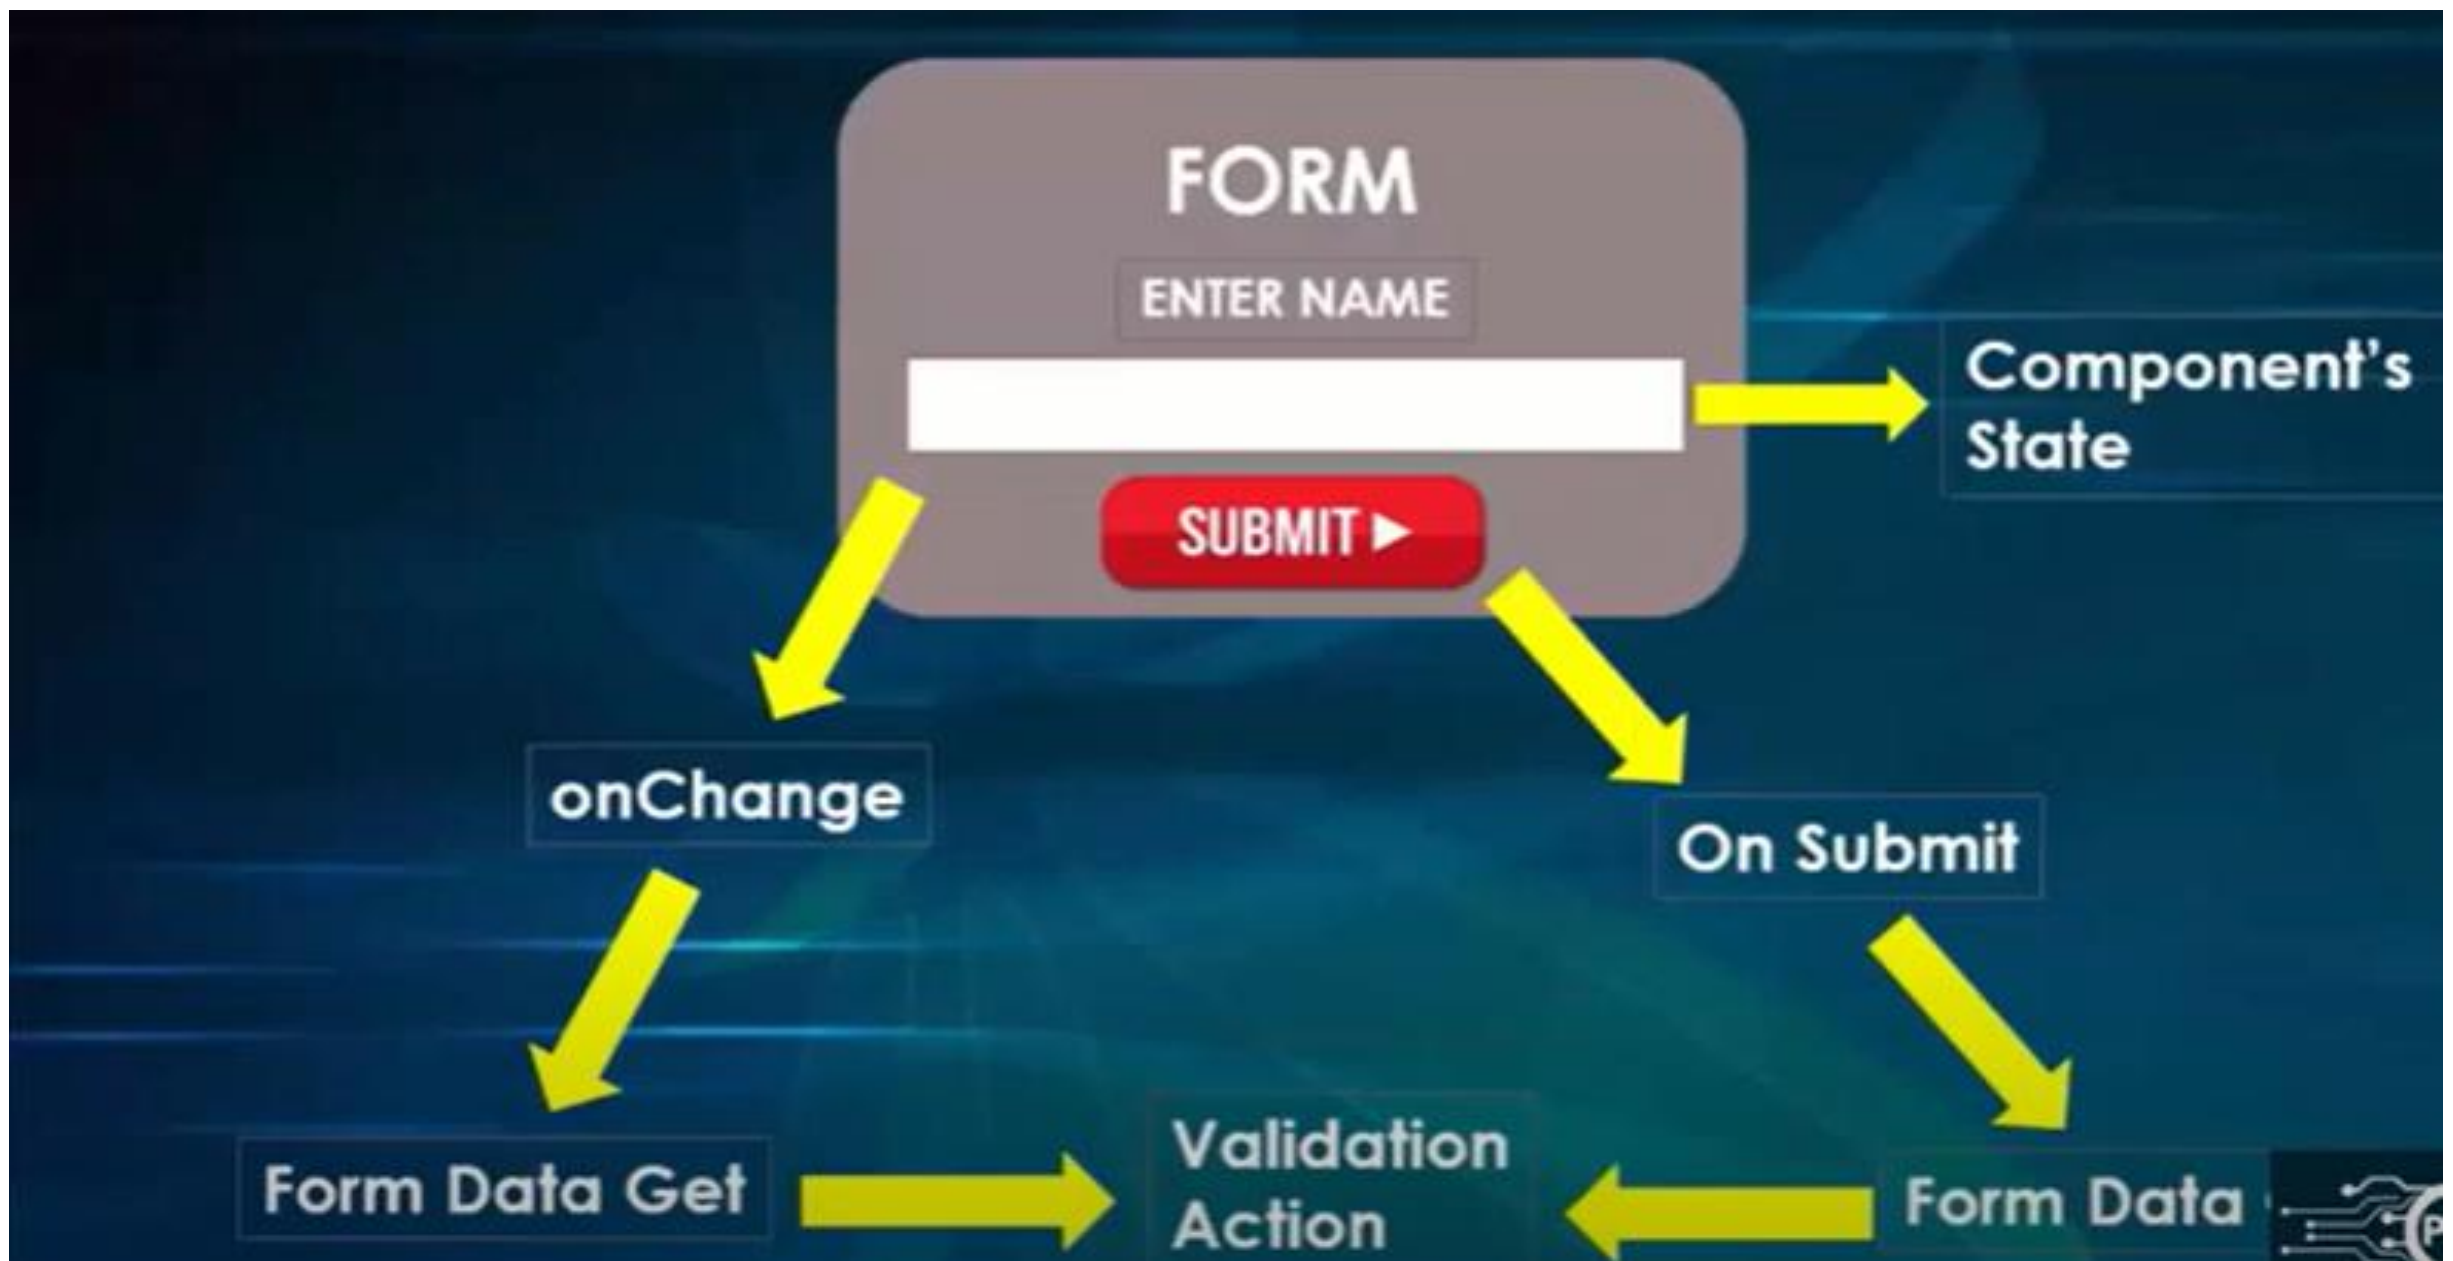 FORM
ENTER NAME
Component's
State
SUBMIT
onChange
On Submit
Form Data Get
Validation
Action
Form Data
P